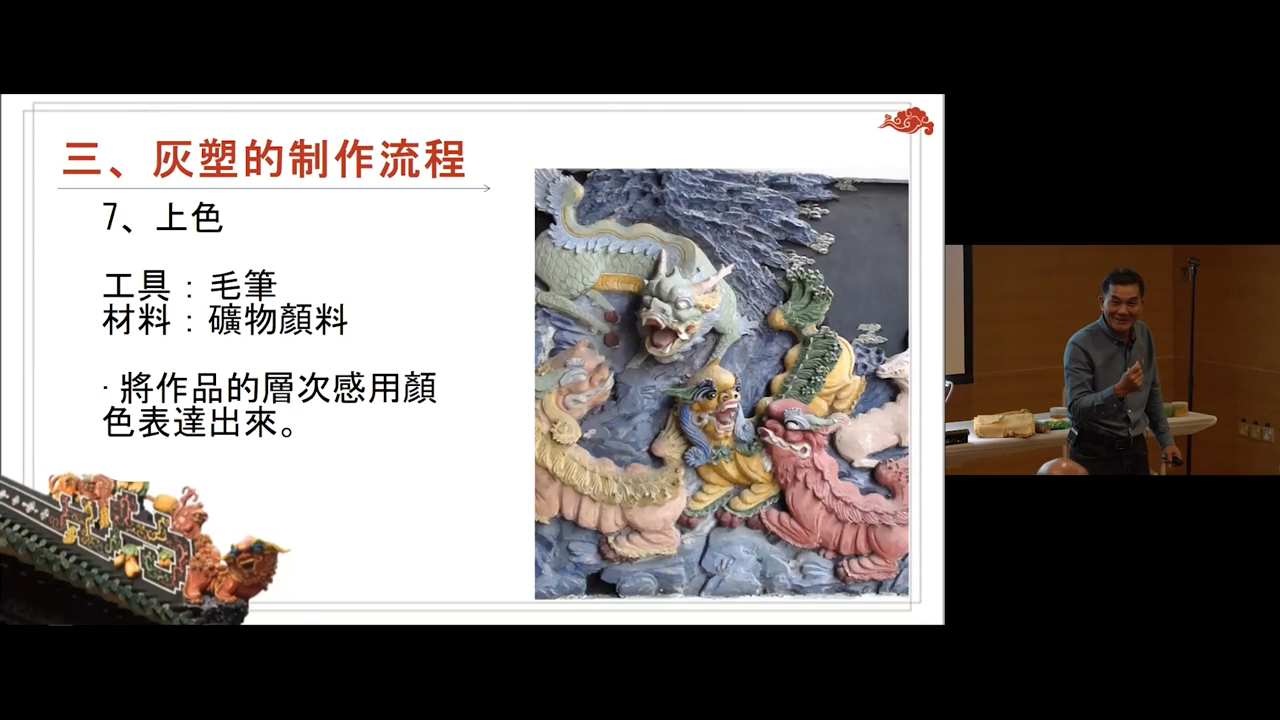 三、灰塑的制作流程
7、上色
工具：毛筆
材料：礦物顏料
· 將作品的層次感用顏
色表達出來。